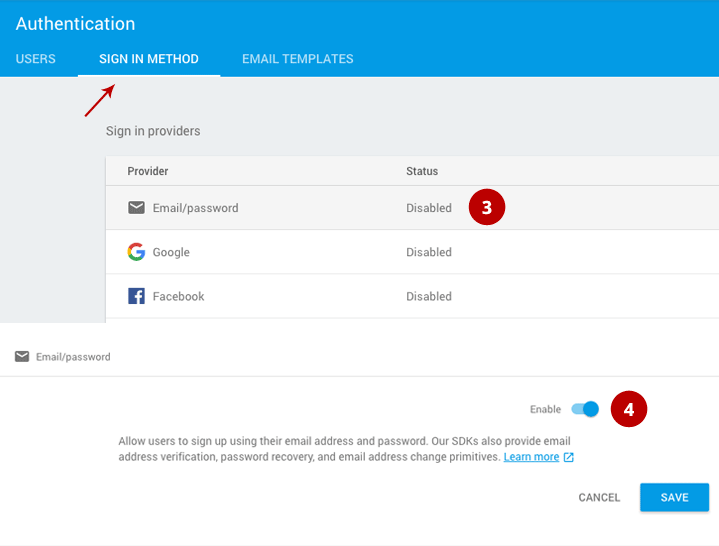 Authentication
USERS SIGN IN METHOD EMAIL TEMPLATES
Sign in providers
Provider Status
Email/password Disabled 3
Google Disabled
Facebook Disabled
Email/password
Enable 4
Allow users to sign up using their email address and password. Our SDKs also provide email
address verification, password recovery, and email address change primitives. Learn more
CANCEL SAVE